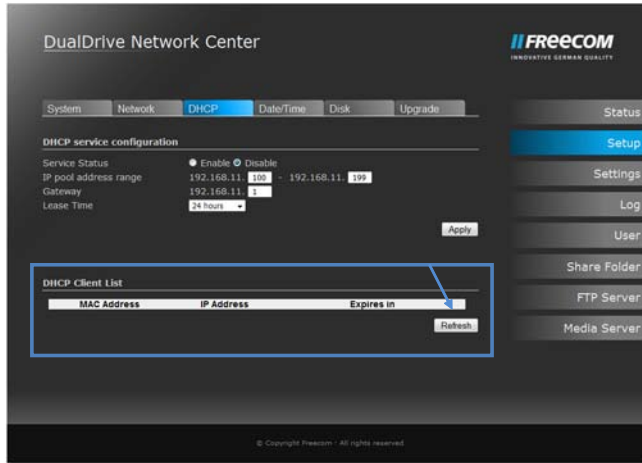 DualDrive Network Center
FREECOM
INNOVATIVE GERMAN QUALITY
System Network DHCP Date/Time Disk Upgrade
Status
Setup
Settings
Log
User
Share Folder
FTP Server
Media Server
DHCP service configuration
Service Status Enable Disable
IP pool address range 192.168.11. 100 - 192.168.11. 199
Gateway 192.168.11. 1
Lease Time 24 hours
Apply
DHCP Client List
MAC Address IP Address Expires in
Refresh
© Copyright Freecom · All rights reserved